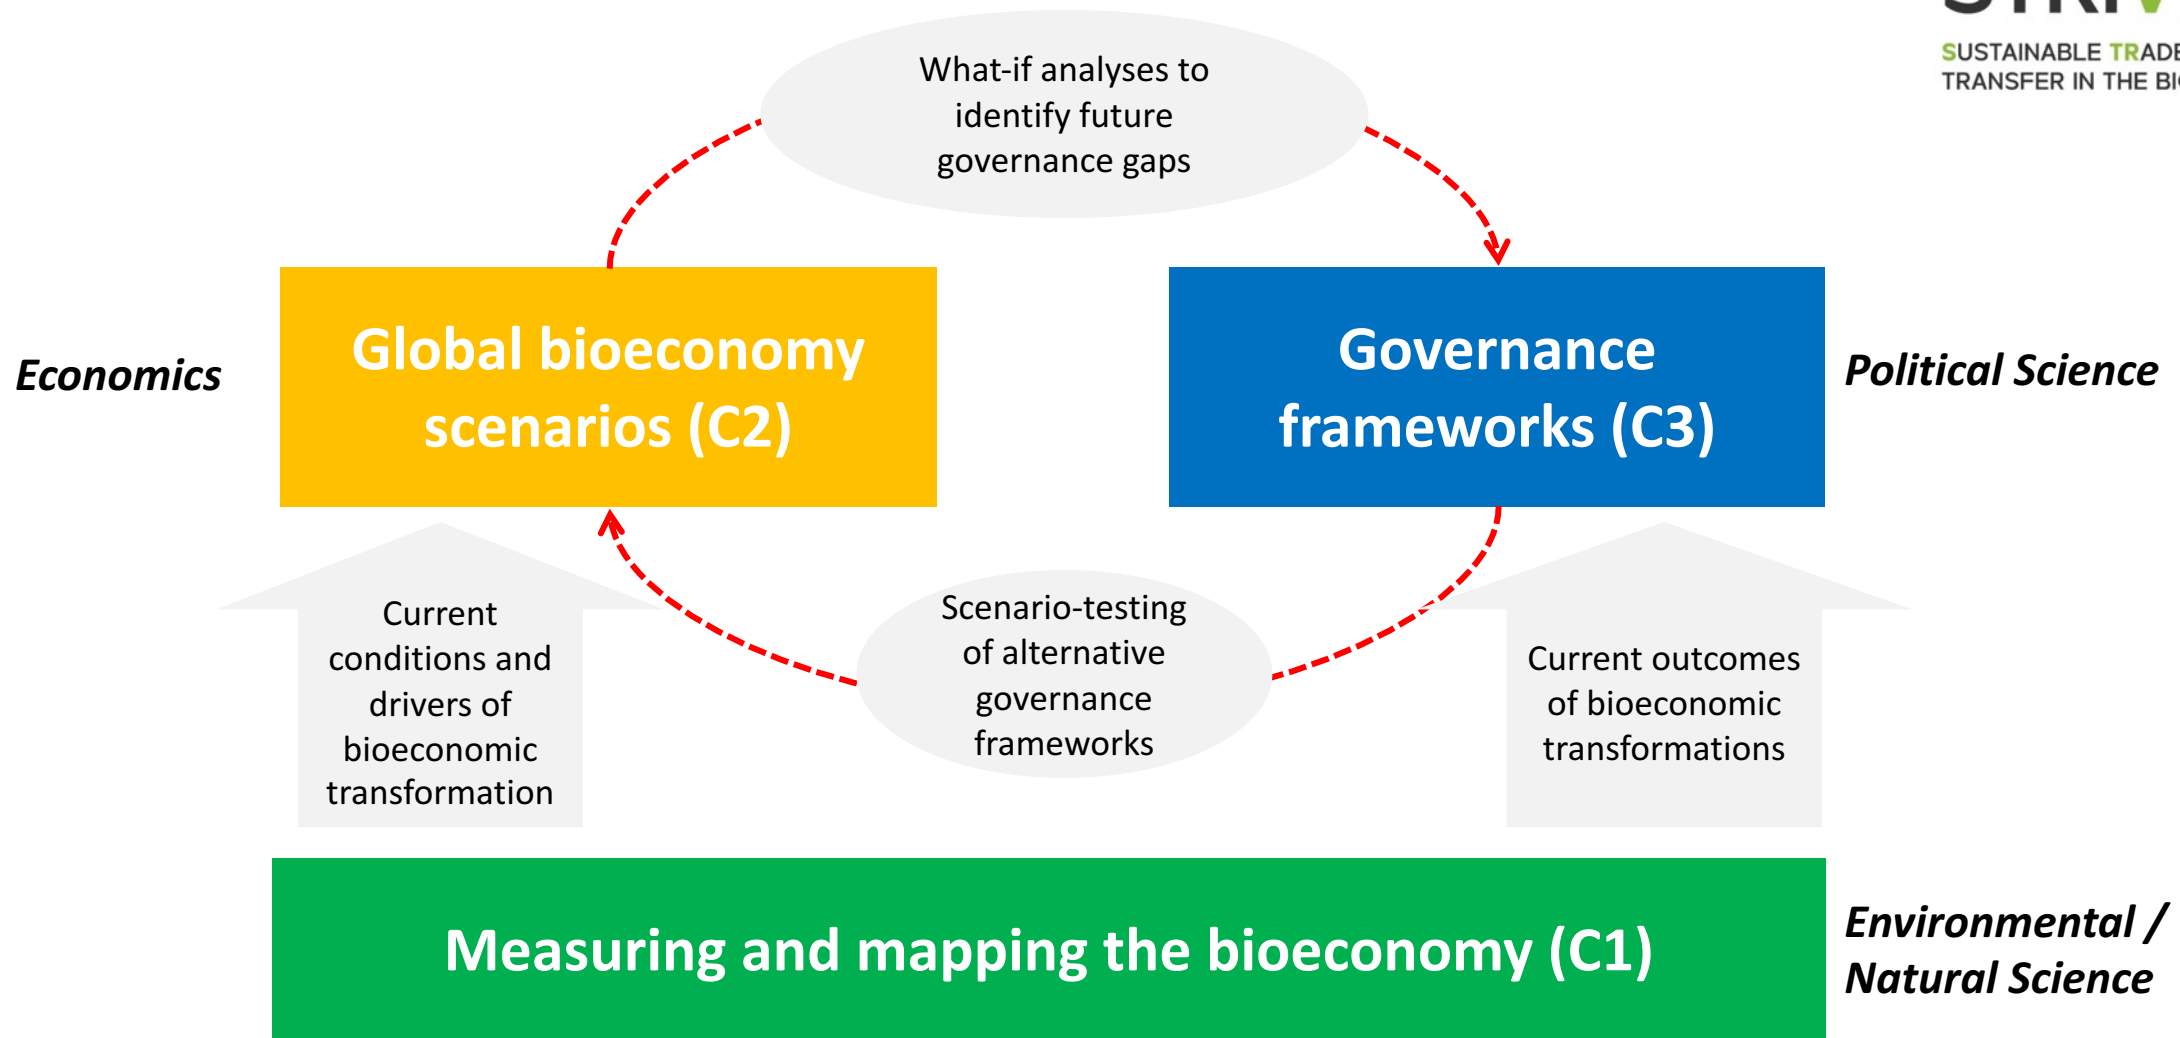 SUSTAINABLE TRADE
TRANSFER IN THE
What-if analyses to
identify future
governance gaps
Economics
Global bioeconomy
scenarios (C2)
Governance
frameworks (C3)
Political Science
Current
conditions and
drivers of
bioeconomic
transformation
Scenario-testing
of alternative
governance
frameworks
Current outcomes
of bioeconomic
transformations
Measuring and mapping the bioeconomy (C1)
Environmental /
Natural Science